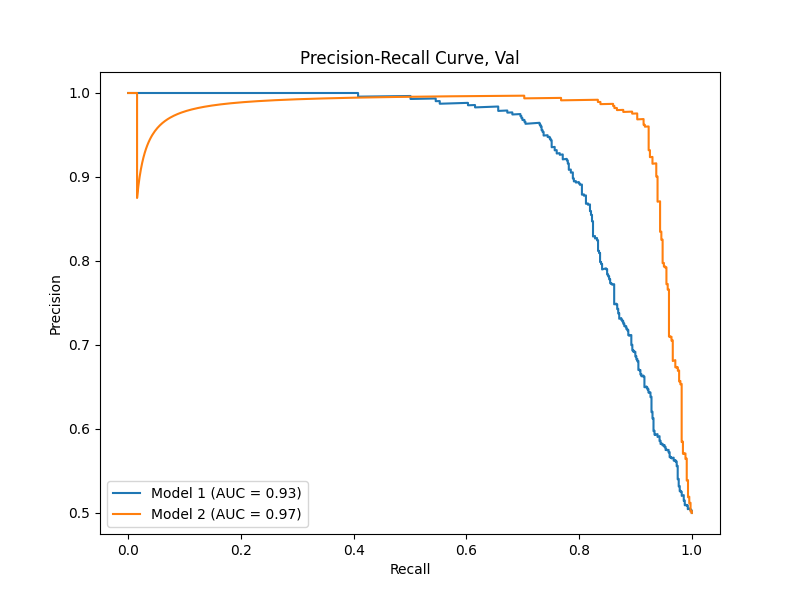 Precision-Recall Curve, Val
1.0
0.9
0.8
0.7
0.6
0.5
Precision
Model 1 (AUC = 0.93)
Model 2 (AUC = 0.97)
0.0 0.2 0.4 0.6 0.8 1.0
Recall